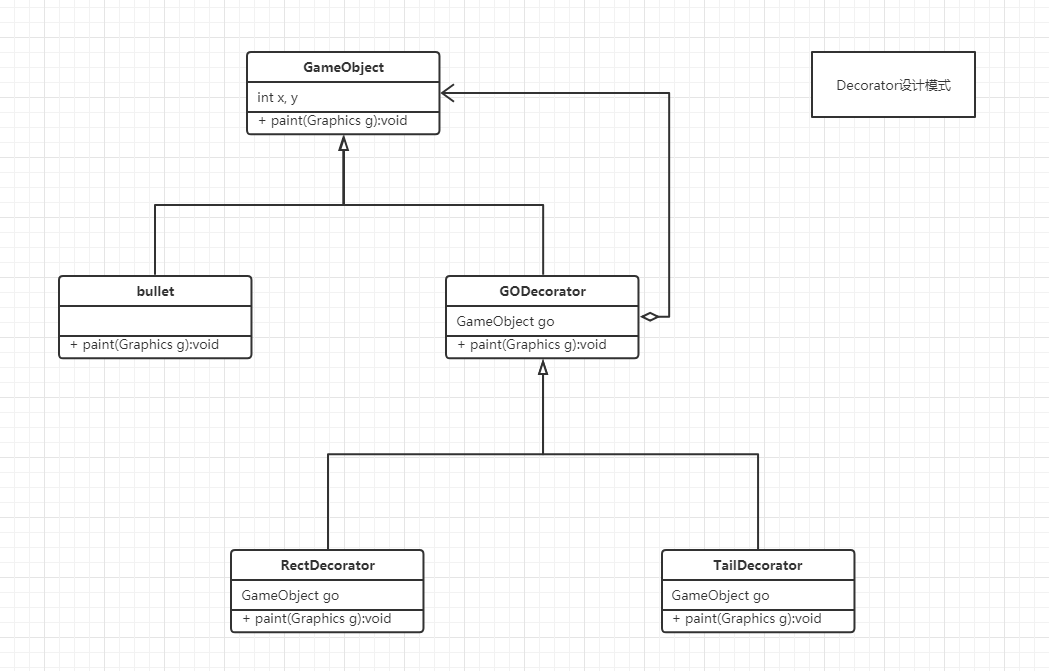 GameObject
int x, y
+ paint(Graphics g):void
Decorator设计模式
bullet
+ paint(Graphics g):void
GODecorator
GameObject go
+ paint(Graphics g):void
RectDecorator
GameObject go
+ paint(Graphics g):void
TailDecorator
GameObject go
+ paint(Graphics g):void